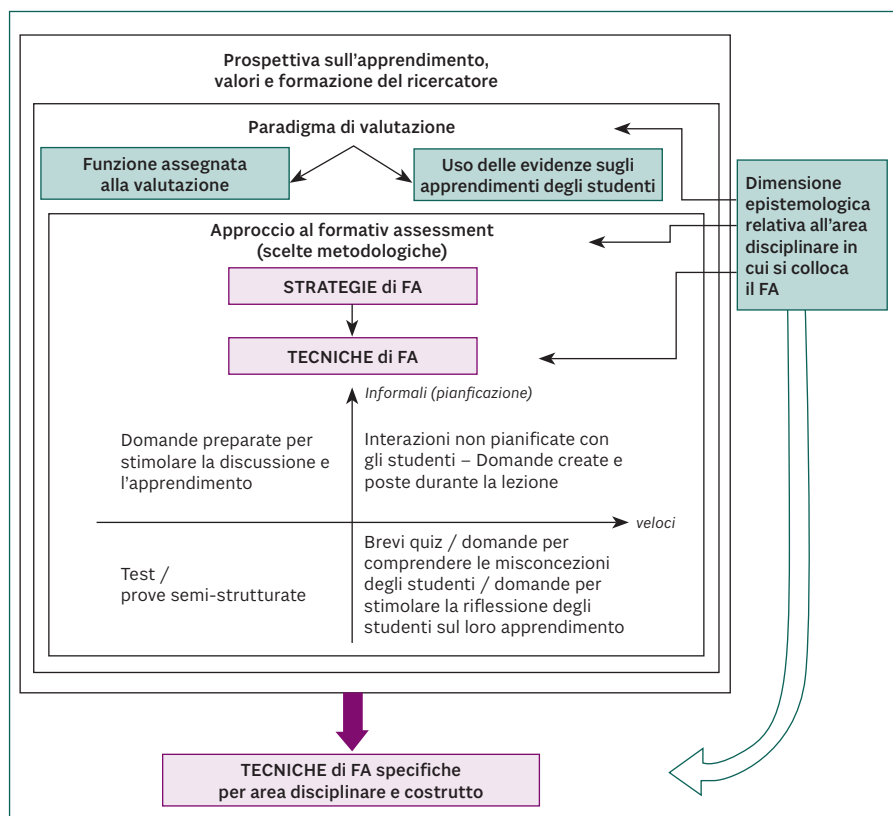 Prospettiva sull’apprendimento,
valori e formazione del ricercatore
Paradigma di valutazione
Funzione assegnata
alla valutazione
Uso delle evidenze sugli
apprendimenti degli studenti
Dimensione
epistemologica
relativa all’area
disciplinare in
cui si colloca
il FA
Approccio al formativ assessment
(scelte metodologiche)
STRATEGIE di FA
TECNICHE di FA
Informali (pianficazione)
Domande preparate per
stimolare la discussione e
l’apprendimento
Interazioni non pianificate con
gli studenti – Domande create e
poste durante la lezione
veloci
Test /
prove semi-strutturate
Brevi quiz / domande per
comprendere le misconcezioni
degli studenti / domande per
stimolare la riflessione degli
studenti sul loro apprendimento
TECNICHE di FA specifiche
per area disciplinare e costrutto